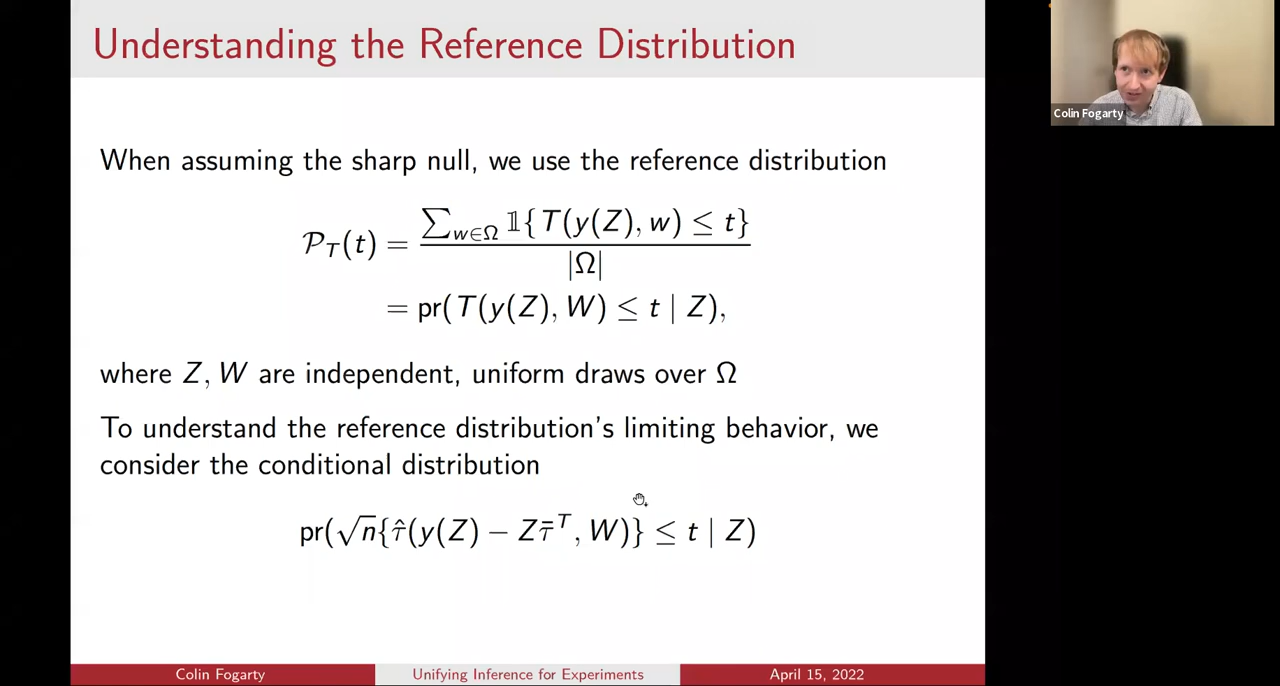 Understanding the Reference Distribution
Colin Fogarty
When assuming the sharp null, we use the reference distribution
𝒫_T(t) = ∑_{w∈Ω} 𝟙{T(y(Z), w) ≤ t} / |Ω|
= pr(T(y(Z), W) ≤ t | Z),
where Z, W are independent, uniform draws over Ω
To understand the reference distribution's limiting behavior, we
consider the conditional distribution
pr(√n{τ̂(y(Z) − Zτ̄^T, W)} ≤ t | Z)
Colin Fogarty Unifying Inference for Experiments April 15, 2022